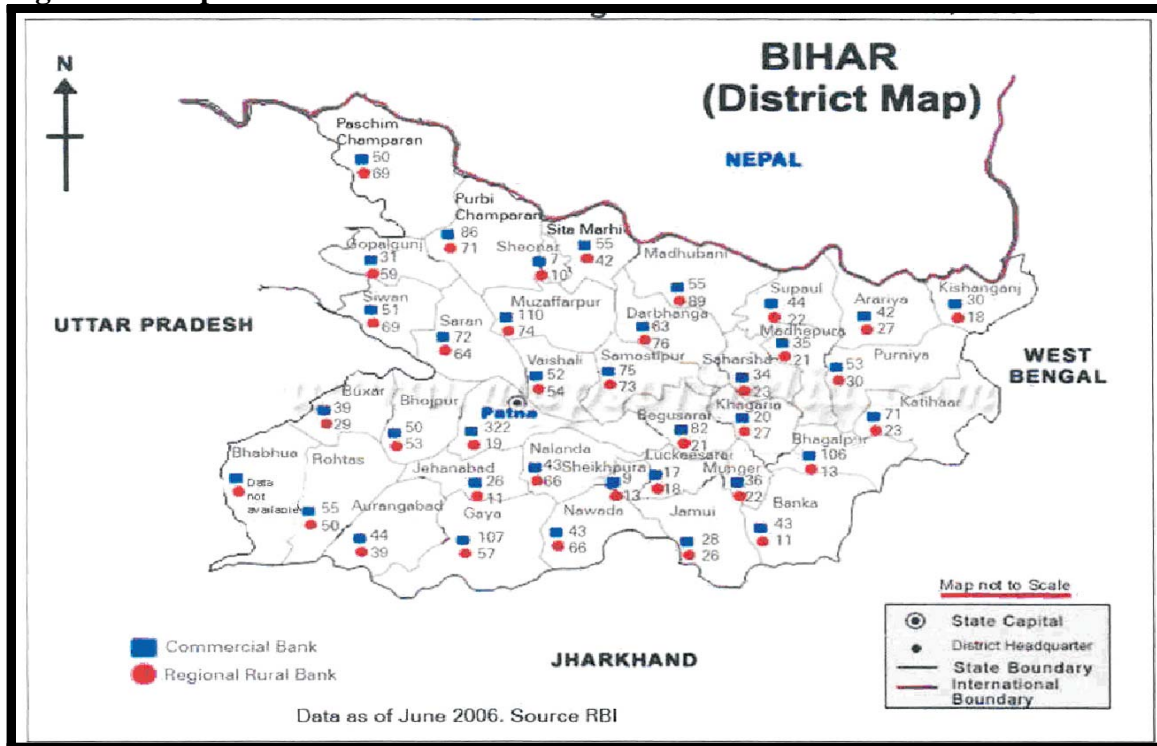 BIHAR
(District Map)
N
NEPAL
Paschim
Champaran
50
69
Purbi
Champaran
86
71
Sita Marhi
55
42
Sheohar
7
10
Gopalgunj
31
59
Madhubani
55
89
Supaul
44
22
Arariya
42
27
Kishanganj
30
18
Siwan
51
69
Muzaffarpur
110
74
Darbhanga
63
76
Madhepura
35
21
UTTAR PRADESH
Saran
72
64
Vaishali
52
54
Samostipur
75
73
Saharsha
34
23
Purniya
53
30
WEST
BENGAL
Buxar
39
29
Bhojpur
50
53
Patna
322
19
Begusarai
82
21
Khagaria
20
27
Katihaar
71
23
Bhabhua
Data
not
available
Rohtas
55
50
Jehanabad
26
11
Nalanda
43
66
Sheikhpura
9
13
Luckeesarai
17
18
Munger
36
22
Bhagalpur
106
13
Aurangabad
44
39
Gaya
107
57
Nawada
43
66
Jamui
28
26
Banka
43
11
Map not to Scale
State Capital
District Headquarter
State Boundary
International
Boundary
Commercial Bank
Regional Rural Bank
JHARKHAND
Data as of June 2006. Source RBI